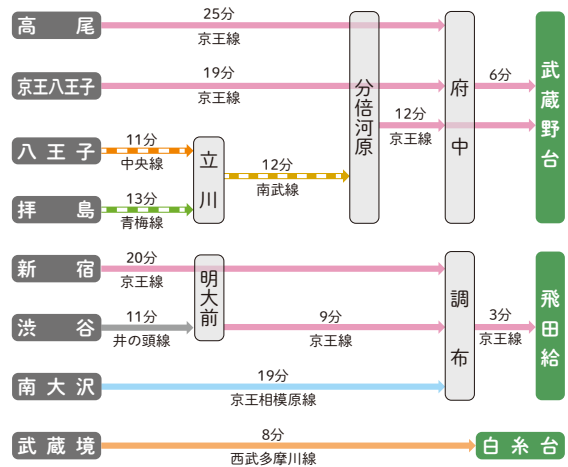 高尾
25分
京王線
京王八王子
19分
京王線
八王子
11分
中央線
拝島
13分
青梅線
立川
12分
南武線
分倍河原
12分
京王線
府中
6分
武蔵野台
新宿
20分
京王線
渋谷
11分
井の頭線
明大前
9分
京王線
南大沢
19分
京王相模原線
調布
3分
京王線
飛田給
武蔵境
8分
西武多摩川線
白糸台